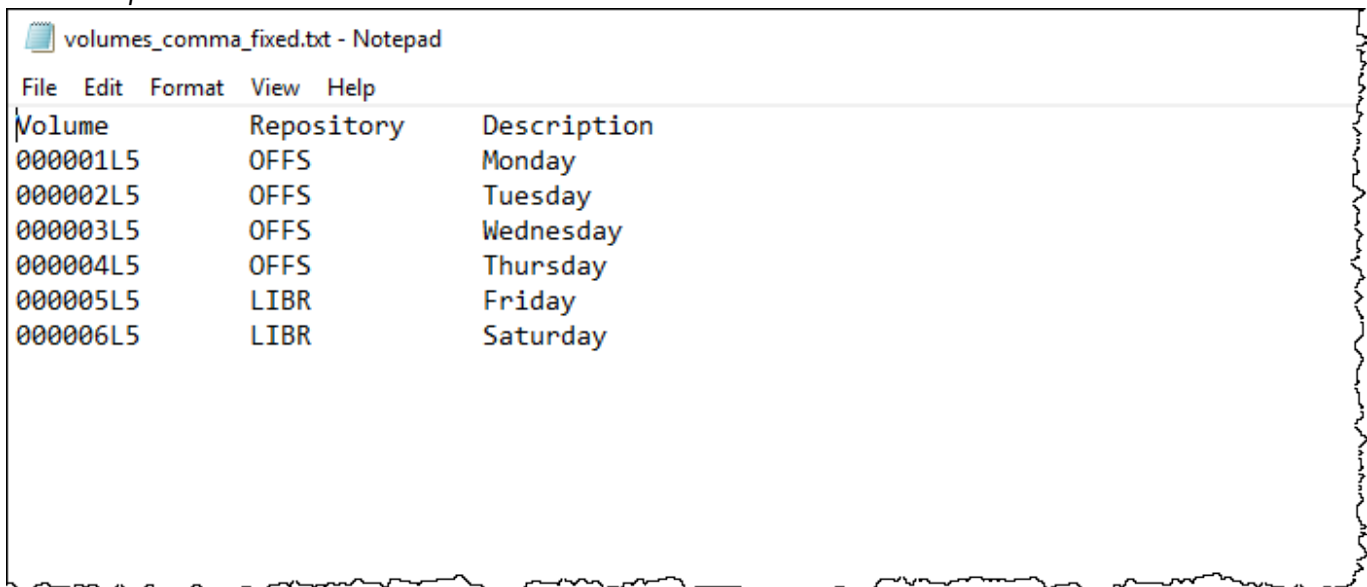 volumes_comma_fixed.txt - Notepad
File Edit Format View Help
Volume Repository Description
000001L5 OFFS Monday
000002L5 OFFS Tuesday
000003L5 OFFS Wednesday
000004L5 OFFS Thursday
000005L5 LIBR Friday
000006L5 LIBR Saturday